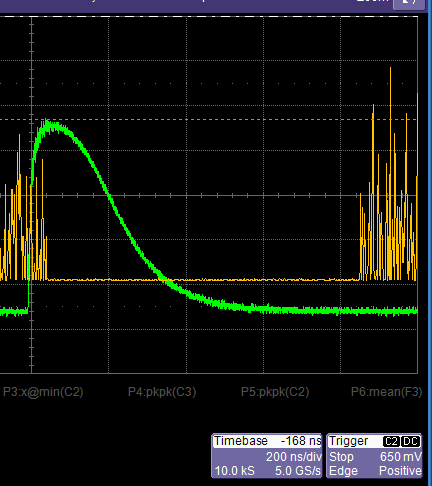 P3:x@min(C2) P4:pkpk(C3) P5:pkpk(C2) P6:mean(F3)
Timebase -168 ns
200 ns/div
10.0 kS 5.0 GS/s
Trigger C2 DC
Stop 650 mV
Edge Positive